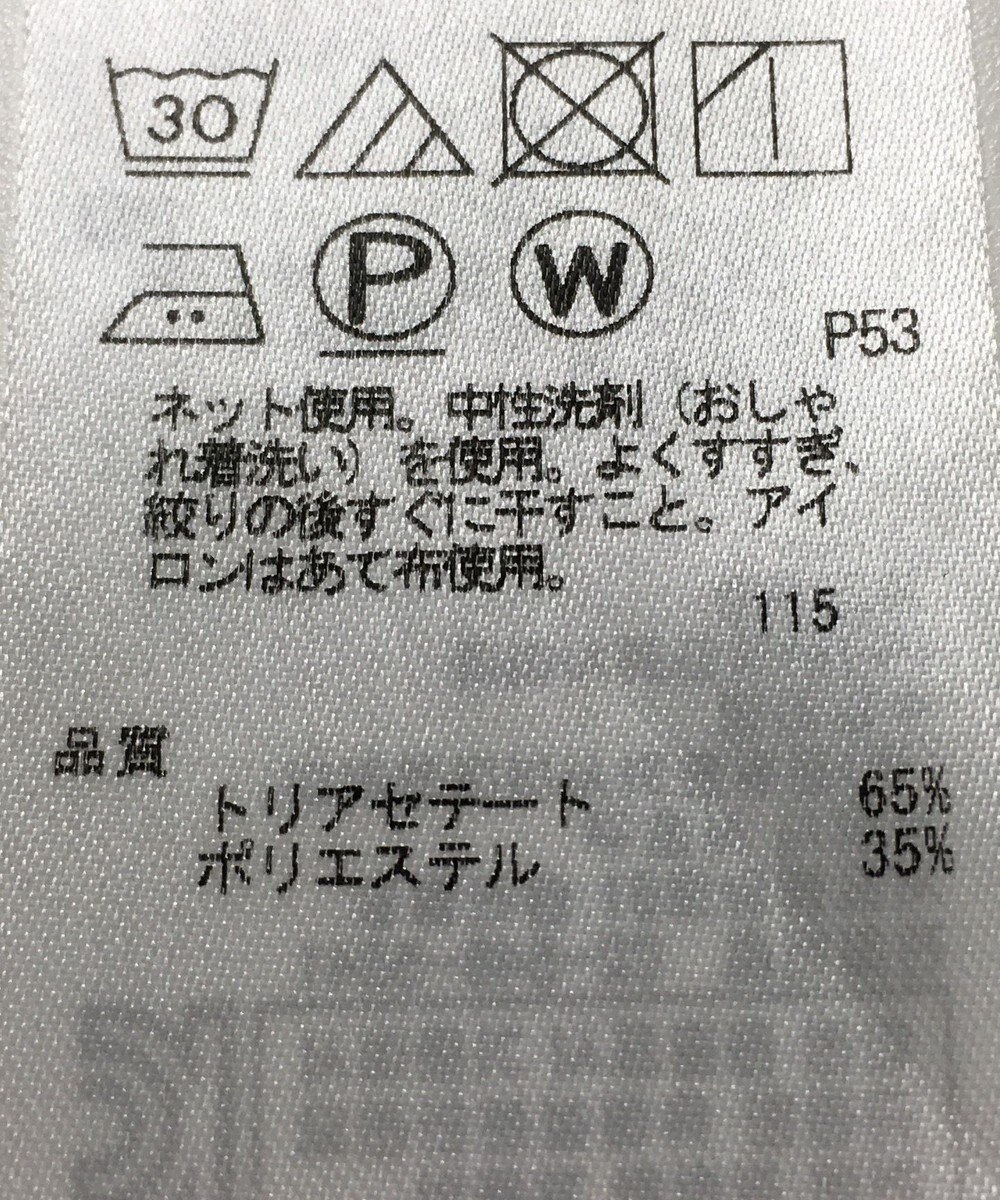 30
P W
P53
ネット使用。中性洗剤（おしゃ
れ着洗い）を使用。よくすすぎ、
絞りの後すぐに干すこと。アイ
ロンはあて布使用。
115
品質
トリアセテート 65%
ポリエステル 35%